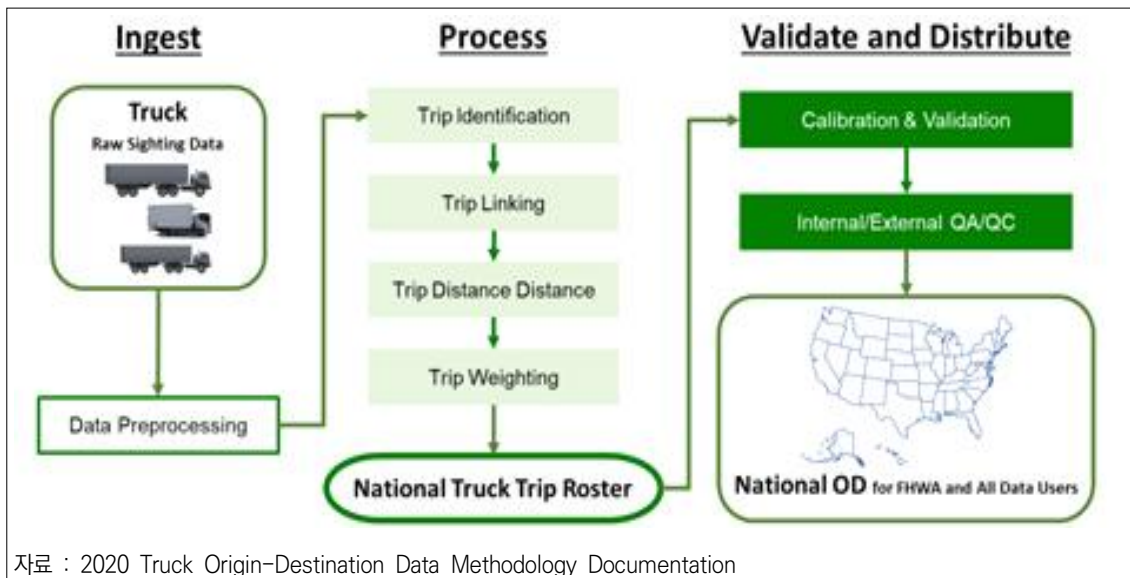 Ingest
Truck
Raw Sighting Data
Data Preprocessing
Process
Trip Identification
Trip Linking
Trip Distance Distance
Trip Weighting
National Truck Trip Roster
Validate and Distribute
Calibration & Validation
Internal/External QA/QC
National OD for FHWA and All Data Users
자료 : 2020 Truck Origin-Destination Data Methodology Documentation